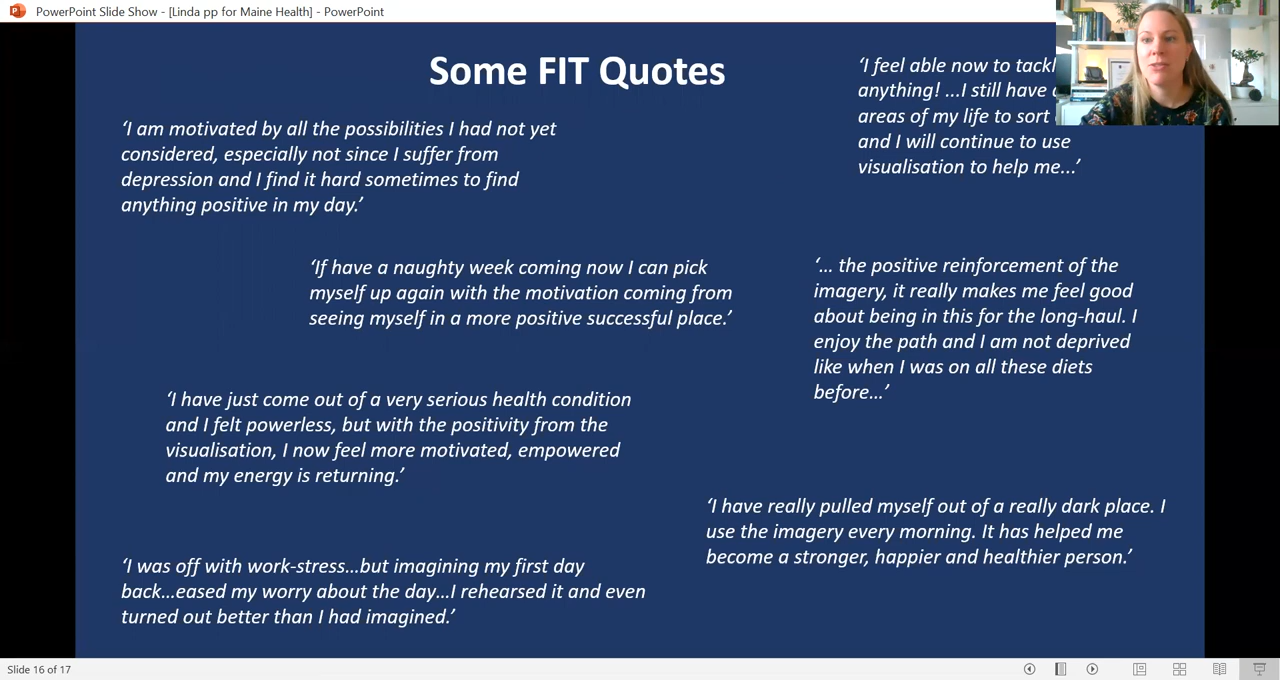 PowerPoint Slide Show - [Linda pp for Maine Health] - PowerPoint
Some FIT Quotes
‘I am motivated by all the possibilities I had not yet
considered, especially not since I suffer from
depression and I find it hard sometimes to find
anything positive in my day.’
‘I feel able now to
anything! ...I still have
areas of my life to sort
and I will continue to use
visualisation to help me...’
‘If have a naughty week coming now I can pick
myself up again with the motivation coming from
seeing myself in a more positive successful place.’
‘... the positive reinforcement of the
imagery, it really makes me feel good
about being in this for the long-haul. I
enjoy the path and I am not deprived
like when I was on all these diets
before...’
‘I have just come out of a very serious health condition
and I felt powerless, but with the positivity from the
visualisation, I now feel more motivated, empowered
and my energy is returning.’
‘I have really pulled myself out of a really dark place. I
use the imagery every morning. It has helped me
become a stronger, happier and healthier person.’
‘I was off with work-stress...but imagining my first day
back...eased my worry about the day...I rehearsed it and even
turned out better than I had imagined.’
Slide 16 of 17